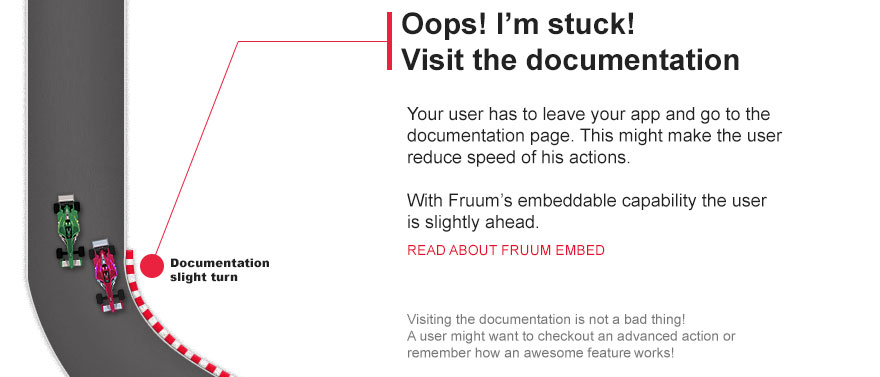 Oops! I’m stuck!
Visit the documentation
Your user has to leave your app and go to the
documentation page. This might make the user
reduce speed of his actions.
With Fruum’s embeddable capability the user
is slightly ahead.
READ ABOUT FRUUM EMBED
Documentation
slight turn
Visiting the documentation is not a bad thing!
A user might want to checkout an advanced action or
remember how an awesome feature works!